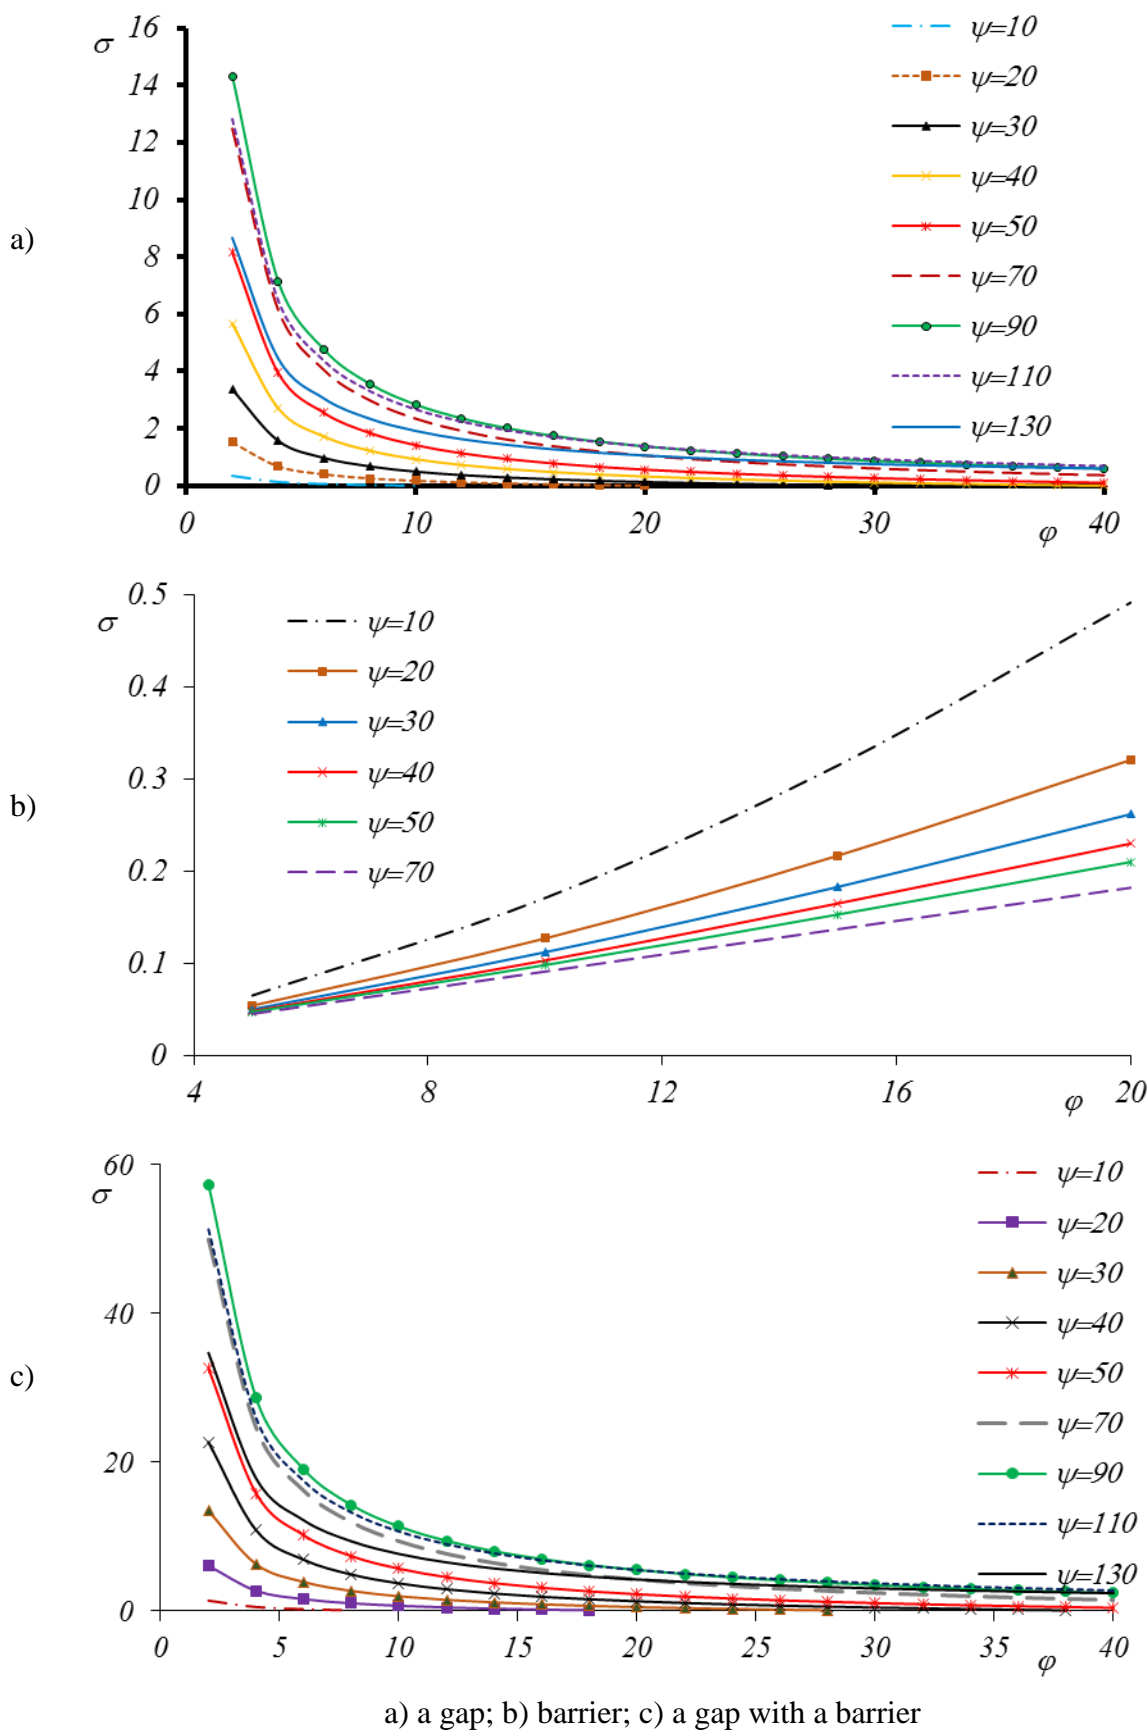 a)
σ
16
14
12
10
8
6
4
2
0
0 10 20 30 40
φ
ψ=10
ψ=20
ψ=30
ψ=40
ψ=50
ψ=70
ψ=90
ψ=110
ψ=130
b)
σ
0.5
0.4
0.3
0.2
0.1
0
4 8 12 16 20
φ
ψ=10
ψ=20
ψ=30
ψ=40
ψ=50
ψ=70
c)
σ
60
40
20
0
0 5 10 15 20 25 30 35 40
φ
ψ=10
ψ=20
ψ=30
ψ=40
ψ=50
ψ=70
ψ=90
ψ=110
ψ=130
a) a gap; b) barrier; c) a gap with a barrier